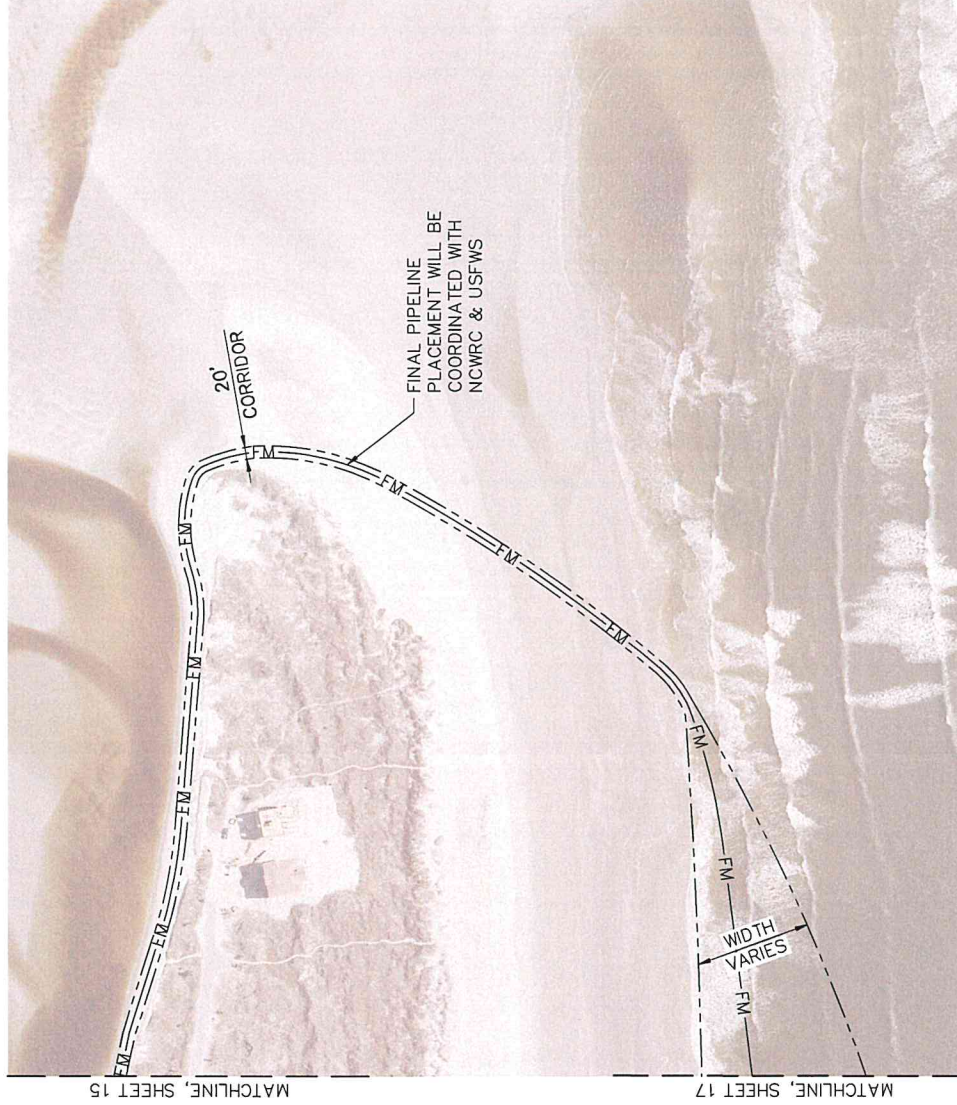 MATCHLINE, SHEET 15
MATCHLINE, SHEET 17
20'
CORRIDOR
FINAL PIPELINE
PLACEMENT WILL BE
COORDINATED WITH
NCWRC & USFWS
WIDTH
VARIES
FM
FM
FM
FM
FM
FM
FM
FM
FM
FM
FM
FM